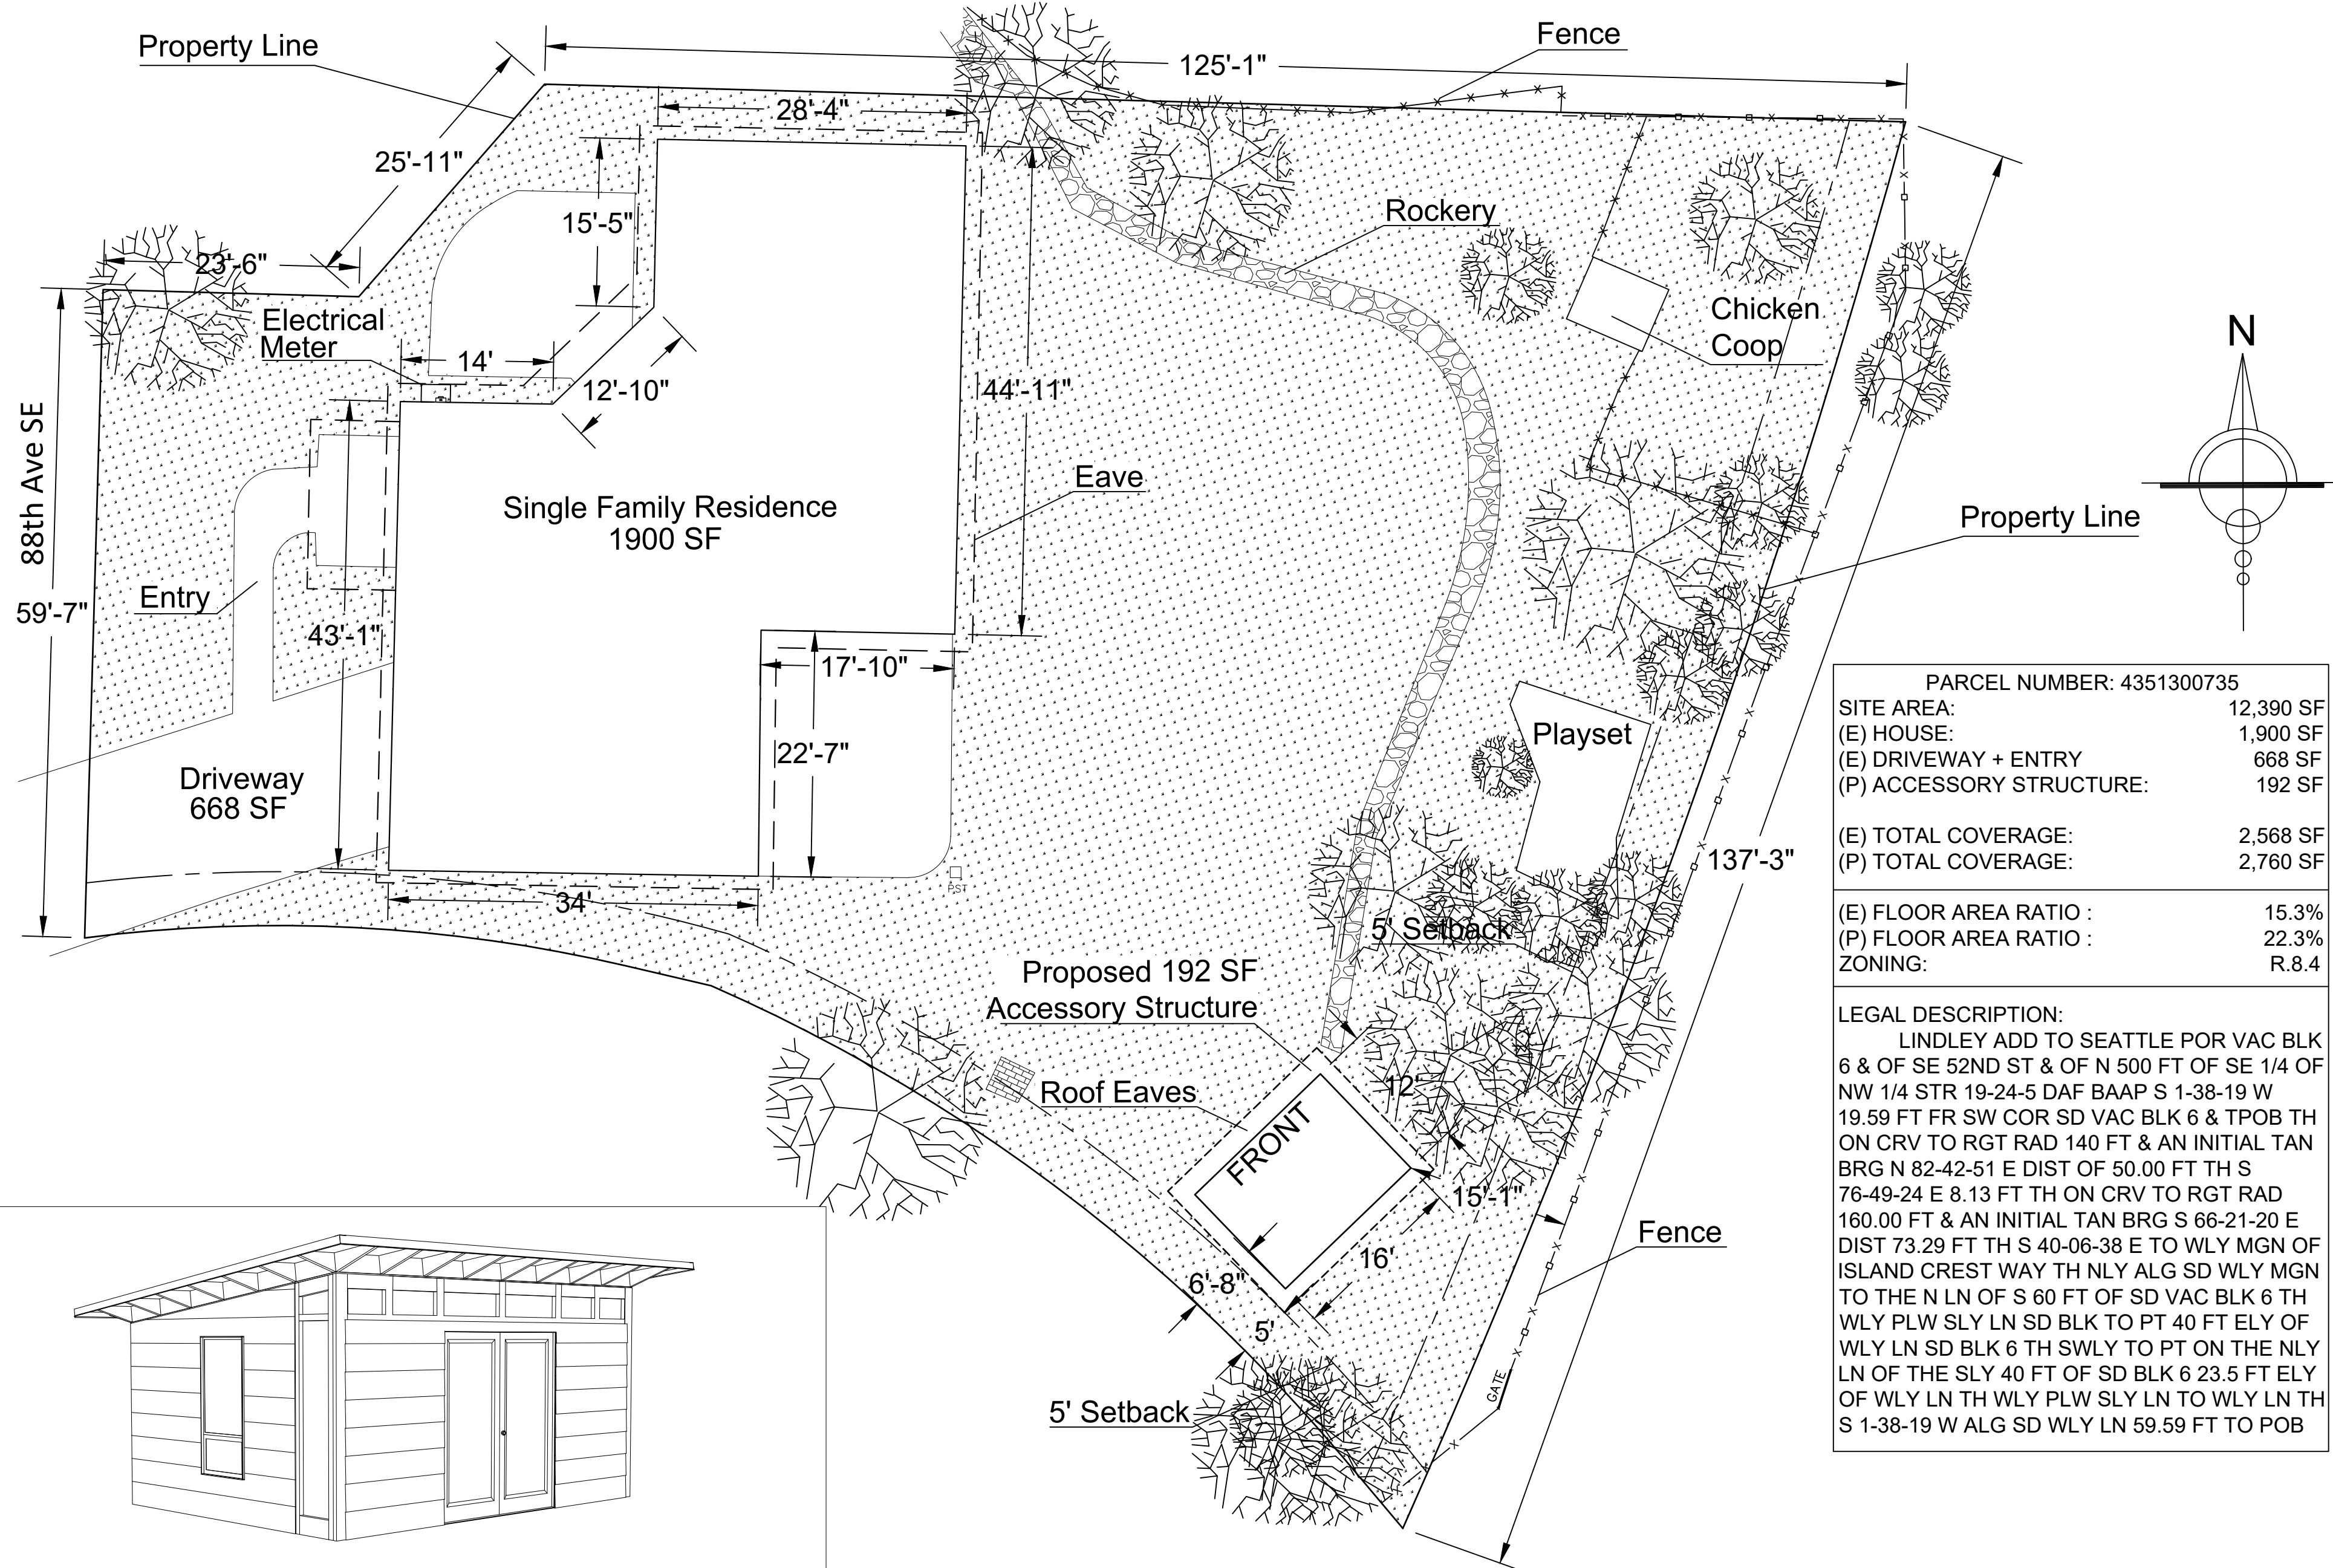 Property Line
Fence
125'-1"
28'-4"
25'-11"
15'-5"
Rockery
23'-6"
Electrical
Meter
14'
12'-10"
44'-11"
Chicken
Coop
N
88th Ave SE
Eave
Single Family Residence
1900 SF
Property Line
Entry
59'-7"
43'-1"
17'-10"
22'-7"
Playset
Driveway
668 SF
137'-3"
PST
34'
5' Setback
Proposed 192 SF
Accessory Structure
12'
Roof Eaves
FRONT
15'-1"
Fence
16'
6'-8"
5'
GATE
5' Setback
PARCEL NUMBER: 4351300735
SITE AREA: 12,390 SF
(E) HOUSE: 1,900 SF
(E) DRIVEWAY + ENTRY 668 SF
(P) ACCESSORY STRUCTURE: 192 SF
(E) TOTAL COVERAGE: 2,568 SF
(P) TOTAL COVERAGE: 2,760 SF
(E) FLOOR AREA RATIO : 15.3%
(P) FLOOR AREA RATIO : 22.3%
ZONING: R.8.4
LEGAL DESCRIPTION:
LINDLEY ADD TO SEATTLE POR VAC BLK
6 & OF SE 52ND ST & OF N 500 FT OF SE 1/4 OF
NW 1/4 STR 19-24-5 DAF BAAP S 1-38-19 W
19.59 FT FR SW COR SD VAC BLK 6 & TPOB TH
ON CRV TO RGT RAD 140 FT & AN INITIAL TAN
BRG N 82-42-51 E DIST OF 50.00 FT TH S
76-49-24 E 8.13 FT TH ON CRV TO RGT RAD
160.00 FT & AN INITIAL TAN BRG S 66-21-20 E
DIST 73.29 FT TH S 40-06-38 E TO WLY MGN OF
ISLAND CREST WAY TH NLY ALG SD WLY MGN
TO THE N LN OF S 60 FT OF SD VAC BLK 6 TH
WLY PLW SLY LN SD BLK TO PT 40 FT ELY OF
WLY LN SD BLK 6 TH SWLY TO PT ON THE NLY
LN OF THE SLY 40 FT OF SD BLK 6 23.5 FT ELY
OF WLY LN TH WLY PLW SLY LN TO WLY LN TH
S 1-38-19 W ALG SD WLY LN 59.59 FT TO POB